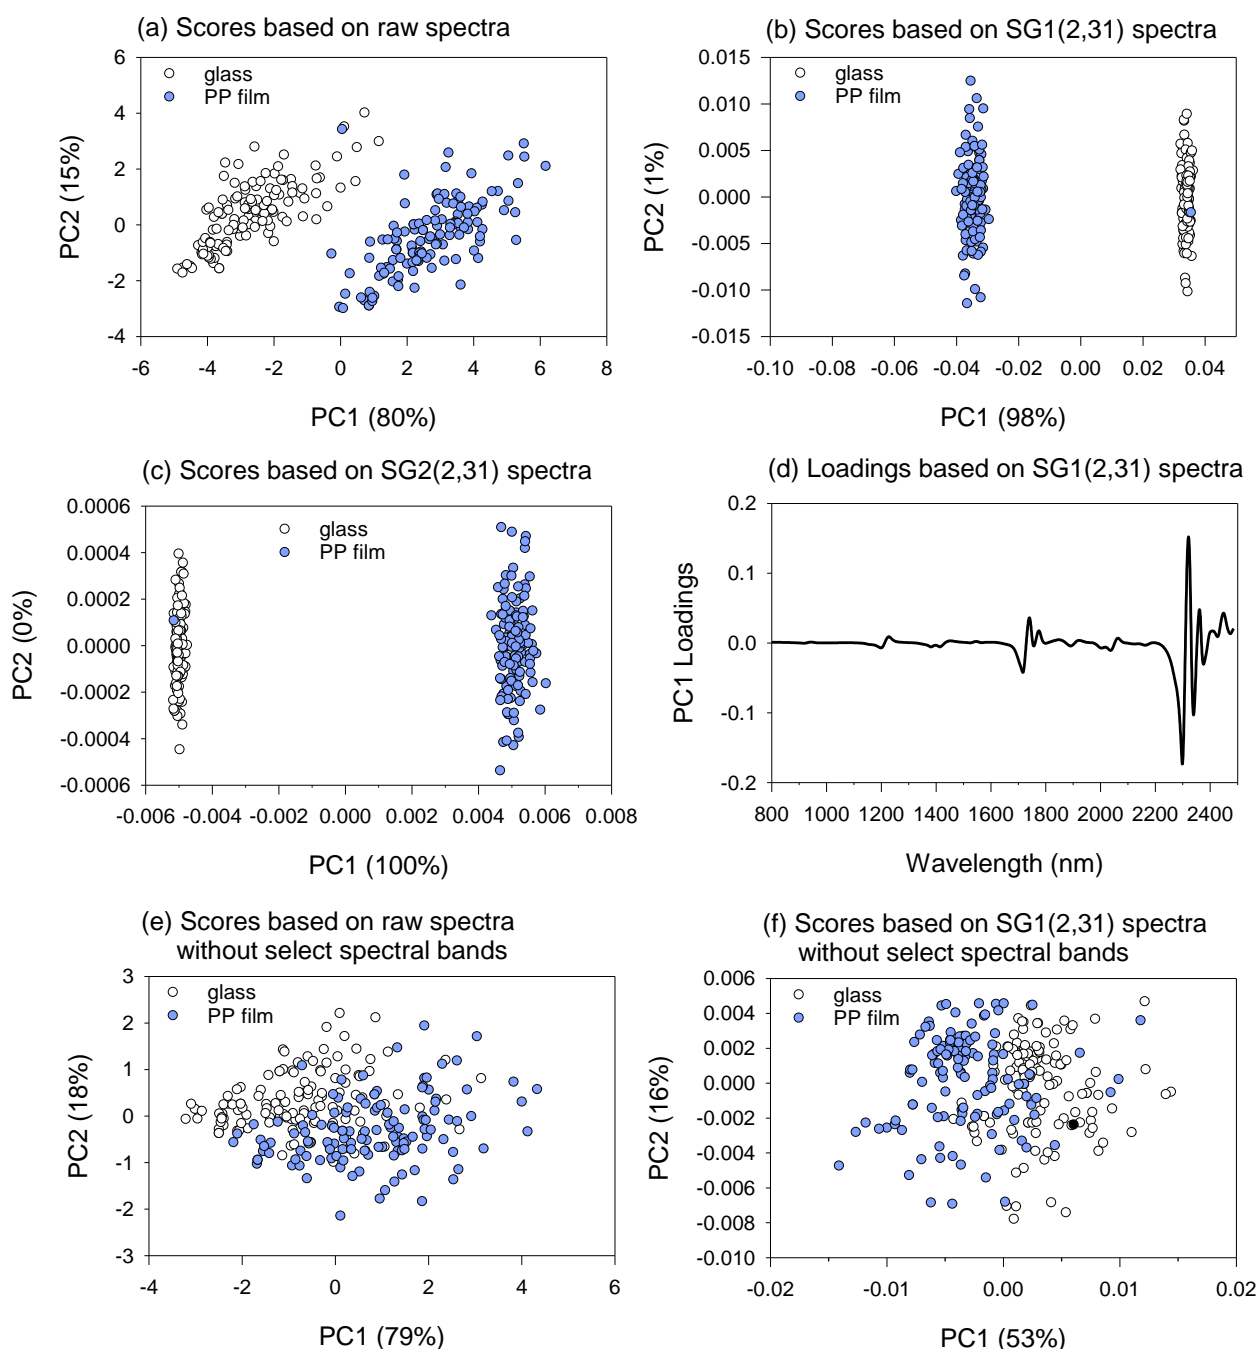 (a) Scores based on raw spectra
6
4
2
0
-2
-4
PC2 (15%)
glass
PP film
-6
-4
-2
0
2
4
6
8
PC1 (80%)
(b) Scores based on SG1(2,31) spectra
0.015
0.010
0.005
0.000
-0.005
-0.010
-0.015
PC2 (1%)
glass
PP film
-0.10
-0.08
-0.06
-0.04
-0.02
0.00
0.02
0.04
PC1 (98%)
(c) Scores based on SG2(2,31) spectra
0.0006
0.0004
0.0002
0.0000
-0.0002
-0.0004
-0.0006
PC2 (0%)
glass
PP film
-0.006
-0.004
-0.002
0.000
0.002
0.004
0.006
0.008
PC1 (100%)
(d) Loadings based on SG1(2,31) spectra
0.2
0.1
0.0
-0.1
-0.2
PC1 Loadings
800
1000
1200
1400
1600
1800
2000
2200
2400
Wavelength (nm)
(e) Scores based on raw spectra
without select spectral bands
3
2
1
0
-1
-2
-3
PC2 (18%)
glass
PP film
-4
-2
0
2
4
6
PC1 (79%)
(f) Scores based on SG1(2,31) spectra
without select spectral bands
0.006
0.004
0.002
0.000
-0.002
-0.004
-0.006
-0.008
-0.010
PC2 (16%)
glass
PP film
-0.02
-0.01
0.00
0.01
0.02
PC1 (53%)